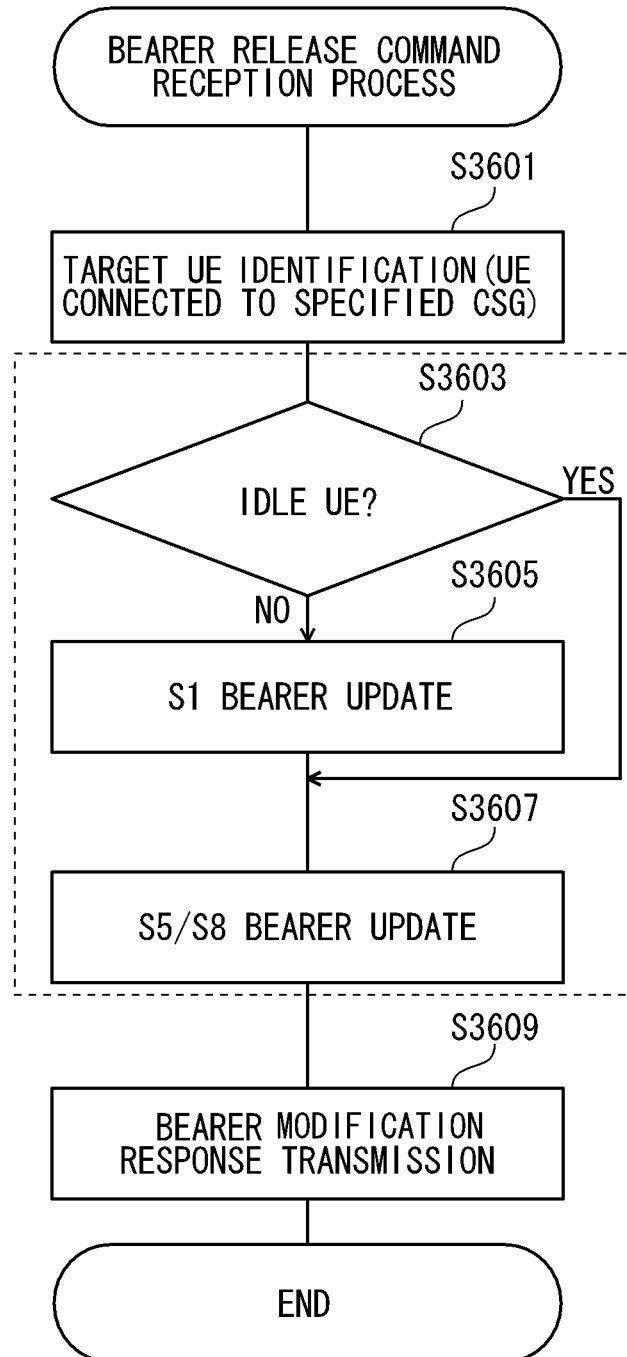 BEARER RELEASE COMMAND
RECEPTION PROCESS
S3601
TARGET UE IDENTIFICATION(UE
CONNECTED TO SPECIFIED CSG)
S3603
IDLE UE?
YES
NO
S3605
S1 BEARER UPDATE
S3607
S5/S8 BEARER UPDATE
S3609
BEARER MODIFICATION
RESPONSE TRANSMISSION
END